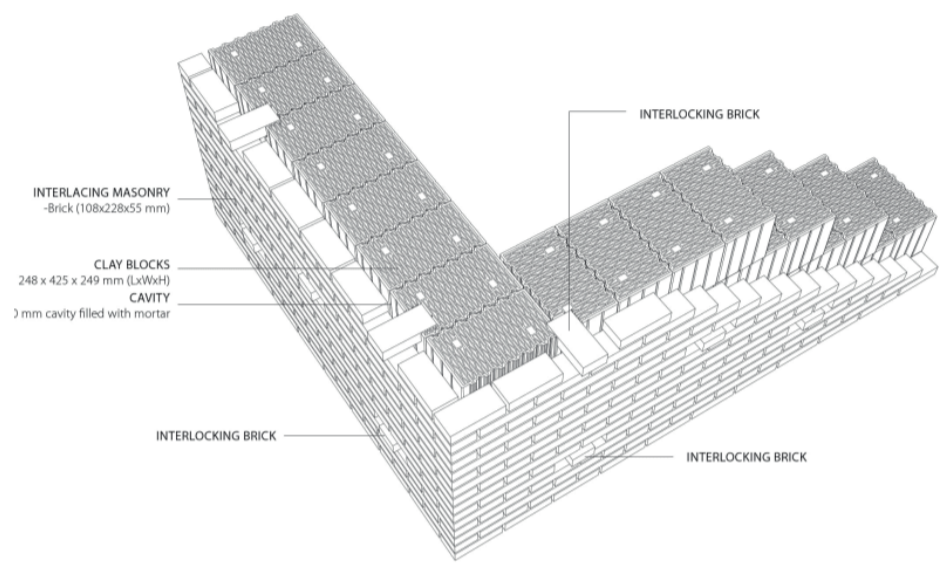 INTERLOCKING BRICK
INTERLACING MASONRY
-Brick (108x228x55 mm)
CLAY BLOCKS
248 x 425 x 249 mm (LxWxH)
CAVITY
mm cavity filled with mortar
INTERLOCKING BRICK
INTERLOCKING BRICK